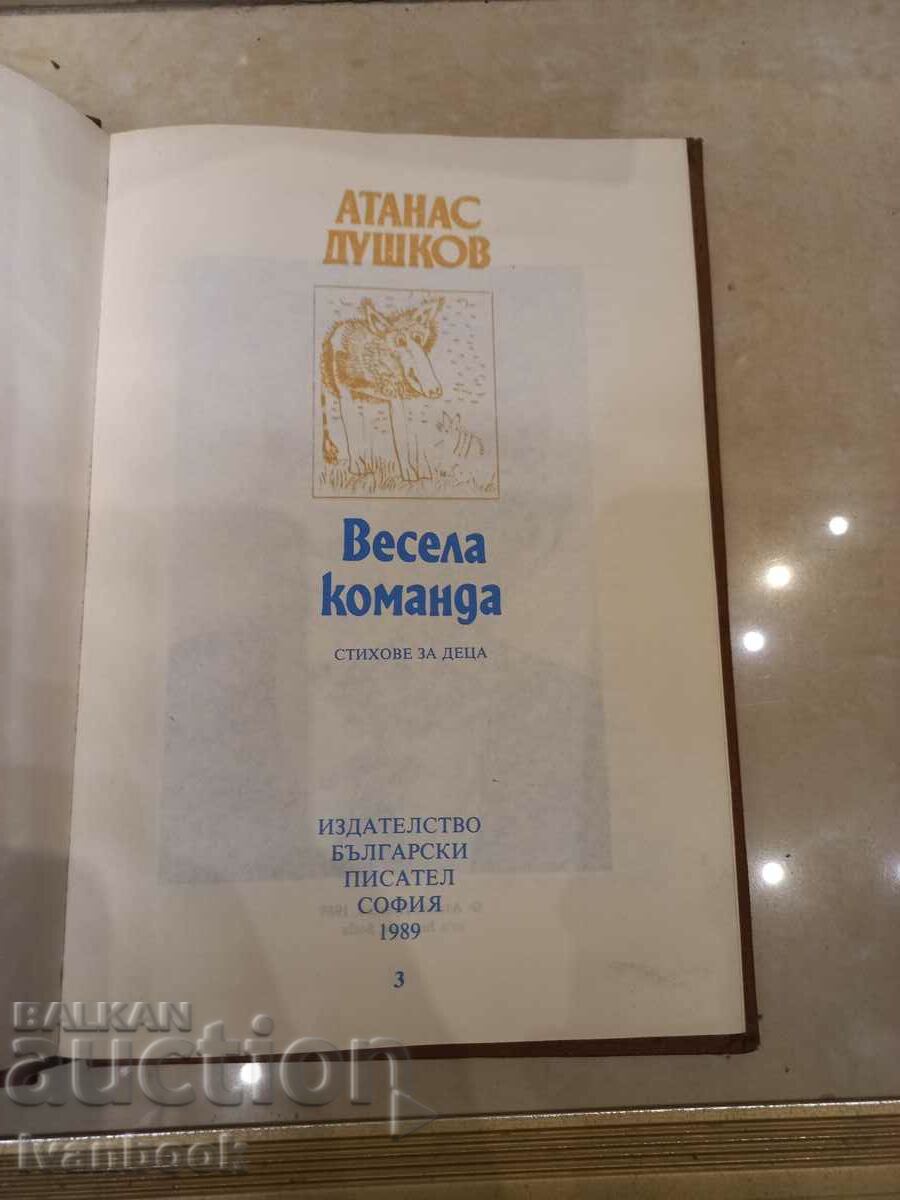 АТАНАС
ДУШКОВ
Весела
команда
СТИХОВЕ ЗА ДЕЦА
ИЗДАТЕЛСТВО
БЪЛГАРСКИ
ПИСАТЕЛ
СОФИЯ
1989
3
BALKAN
auction
Ivanbook